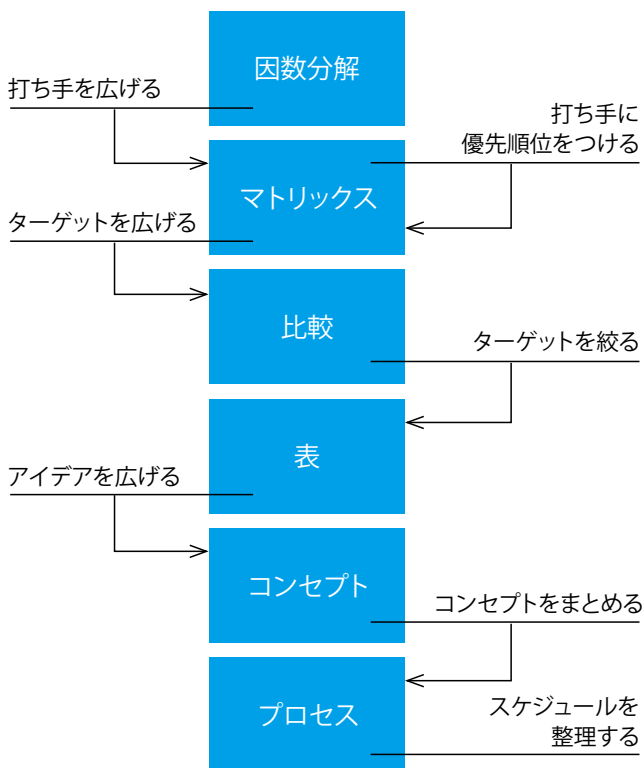 因数分解
打ち手を広げる
打ち手に
優先順位をつける
マトリックス
ターゲットを広げる
比較
ターゲットを絞る
表
アイデアを広げる
コンセプト
コンセプトをまとめる
プロセス
スケジュールを
整理する